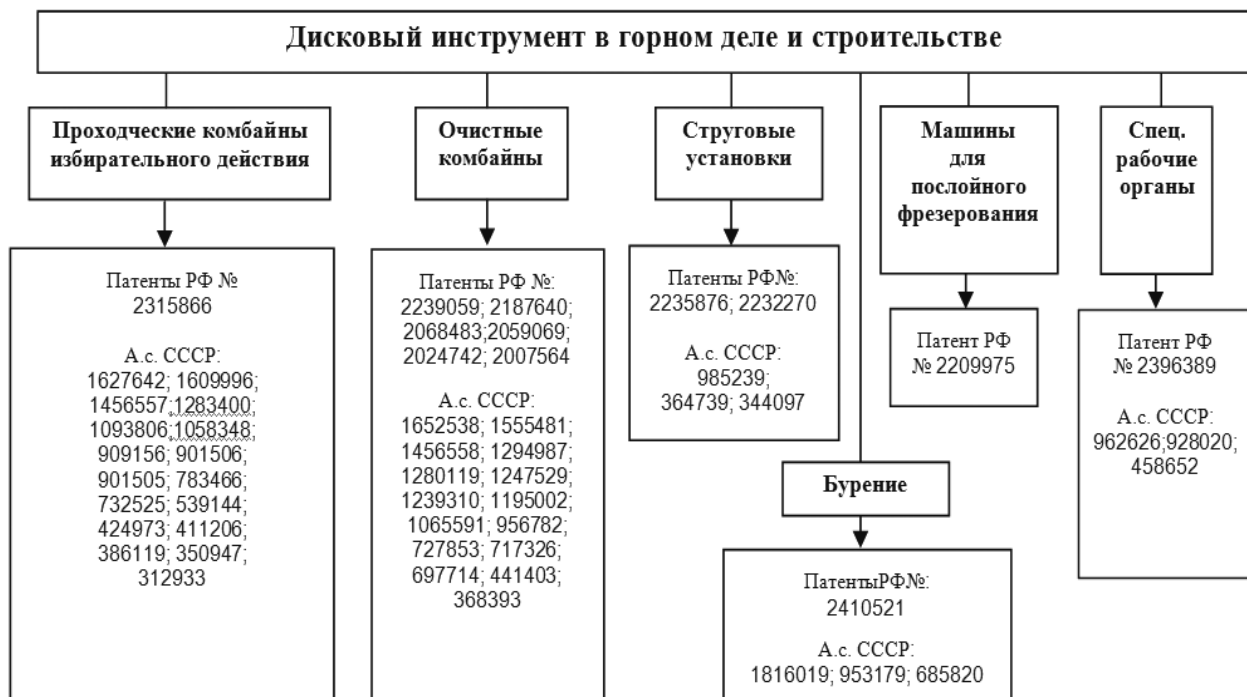 Дисковый инструмент в горном деле и строительстве
Проходческие комбайны
избирательного действия
Патенты РФ №
2315866
А.с. СССР:
1627642; 1609996;
1456557;1283400;
1093806;1058348;
909156; 901506;
901505; 783466;
732525; 539144;
424973; 411206;
386119; 350947;
312933
Очистные
комбайны
Патенты РФ №:
2239059; 2187640;
2068483;2059069;
2024742; 2007564
А.с. СССР:
1652538; 1555481;
1456558; 1294987;
1280119; 1247529;
1239310; 1195002;
1065591; 956782;
727853; 717326;
697714; 441403;
368393
Струговые
установки
Патенты РФ№:
2235876; 2232270
А.с. СССР:
985239;
364739; 344097
Бурение
ПатентыРФ№:
2410521
А.с. СССР:
1816019; 953179; 685820
Машины
для
послойного
фрезерования
Патент РФ
№ 2209975
Спец.
рабочие
органы
Патент РФ
№ 2396389
А.с. СССР:
962626;928020;
458652